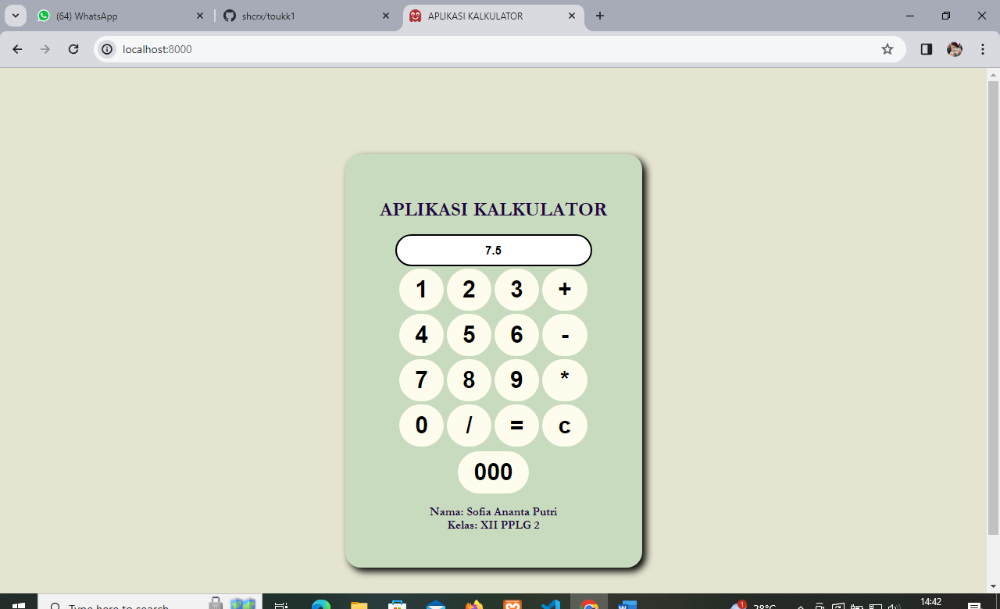 (64) WhatsApp
shcrx/toukk1
APLIKASI KALKULATOR
localhost:8000
APLIKASI KALKULATOR
7.5
1 2 3 +
4 5 6 -
7 8 9 *
0 / = c
000
Nama: Sofia Ananta Putri
Kelas: XII PPLG 2
Type here to search
1
28°C
14:42